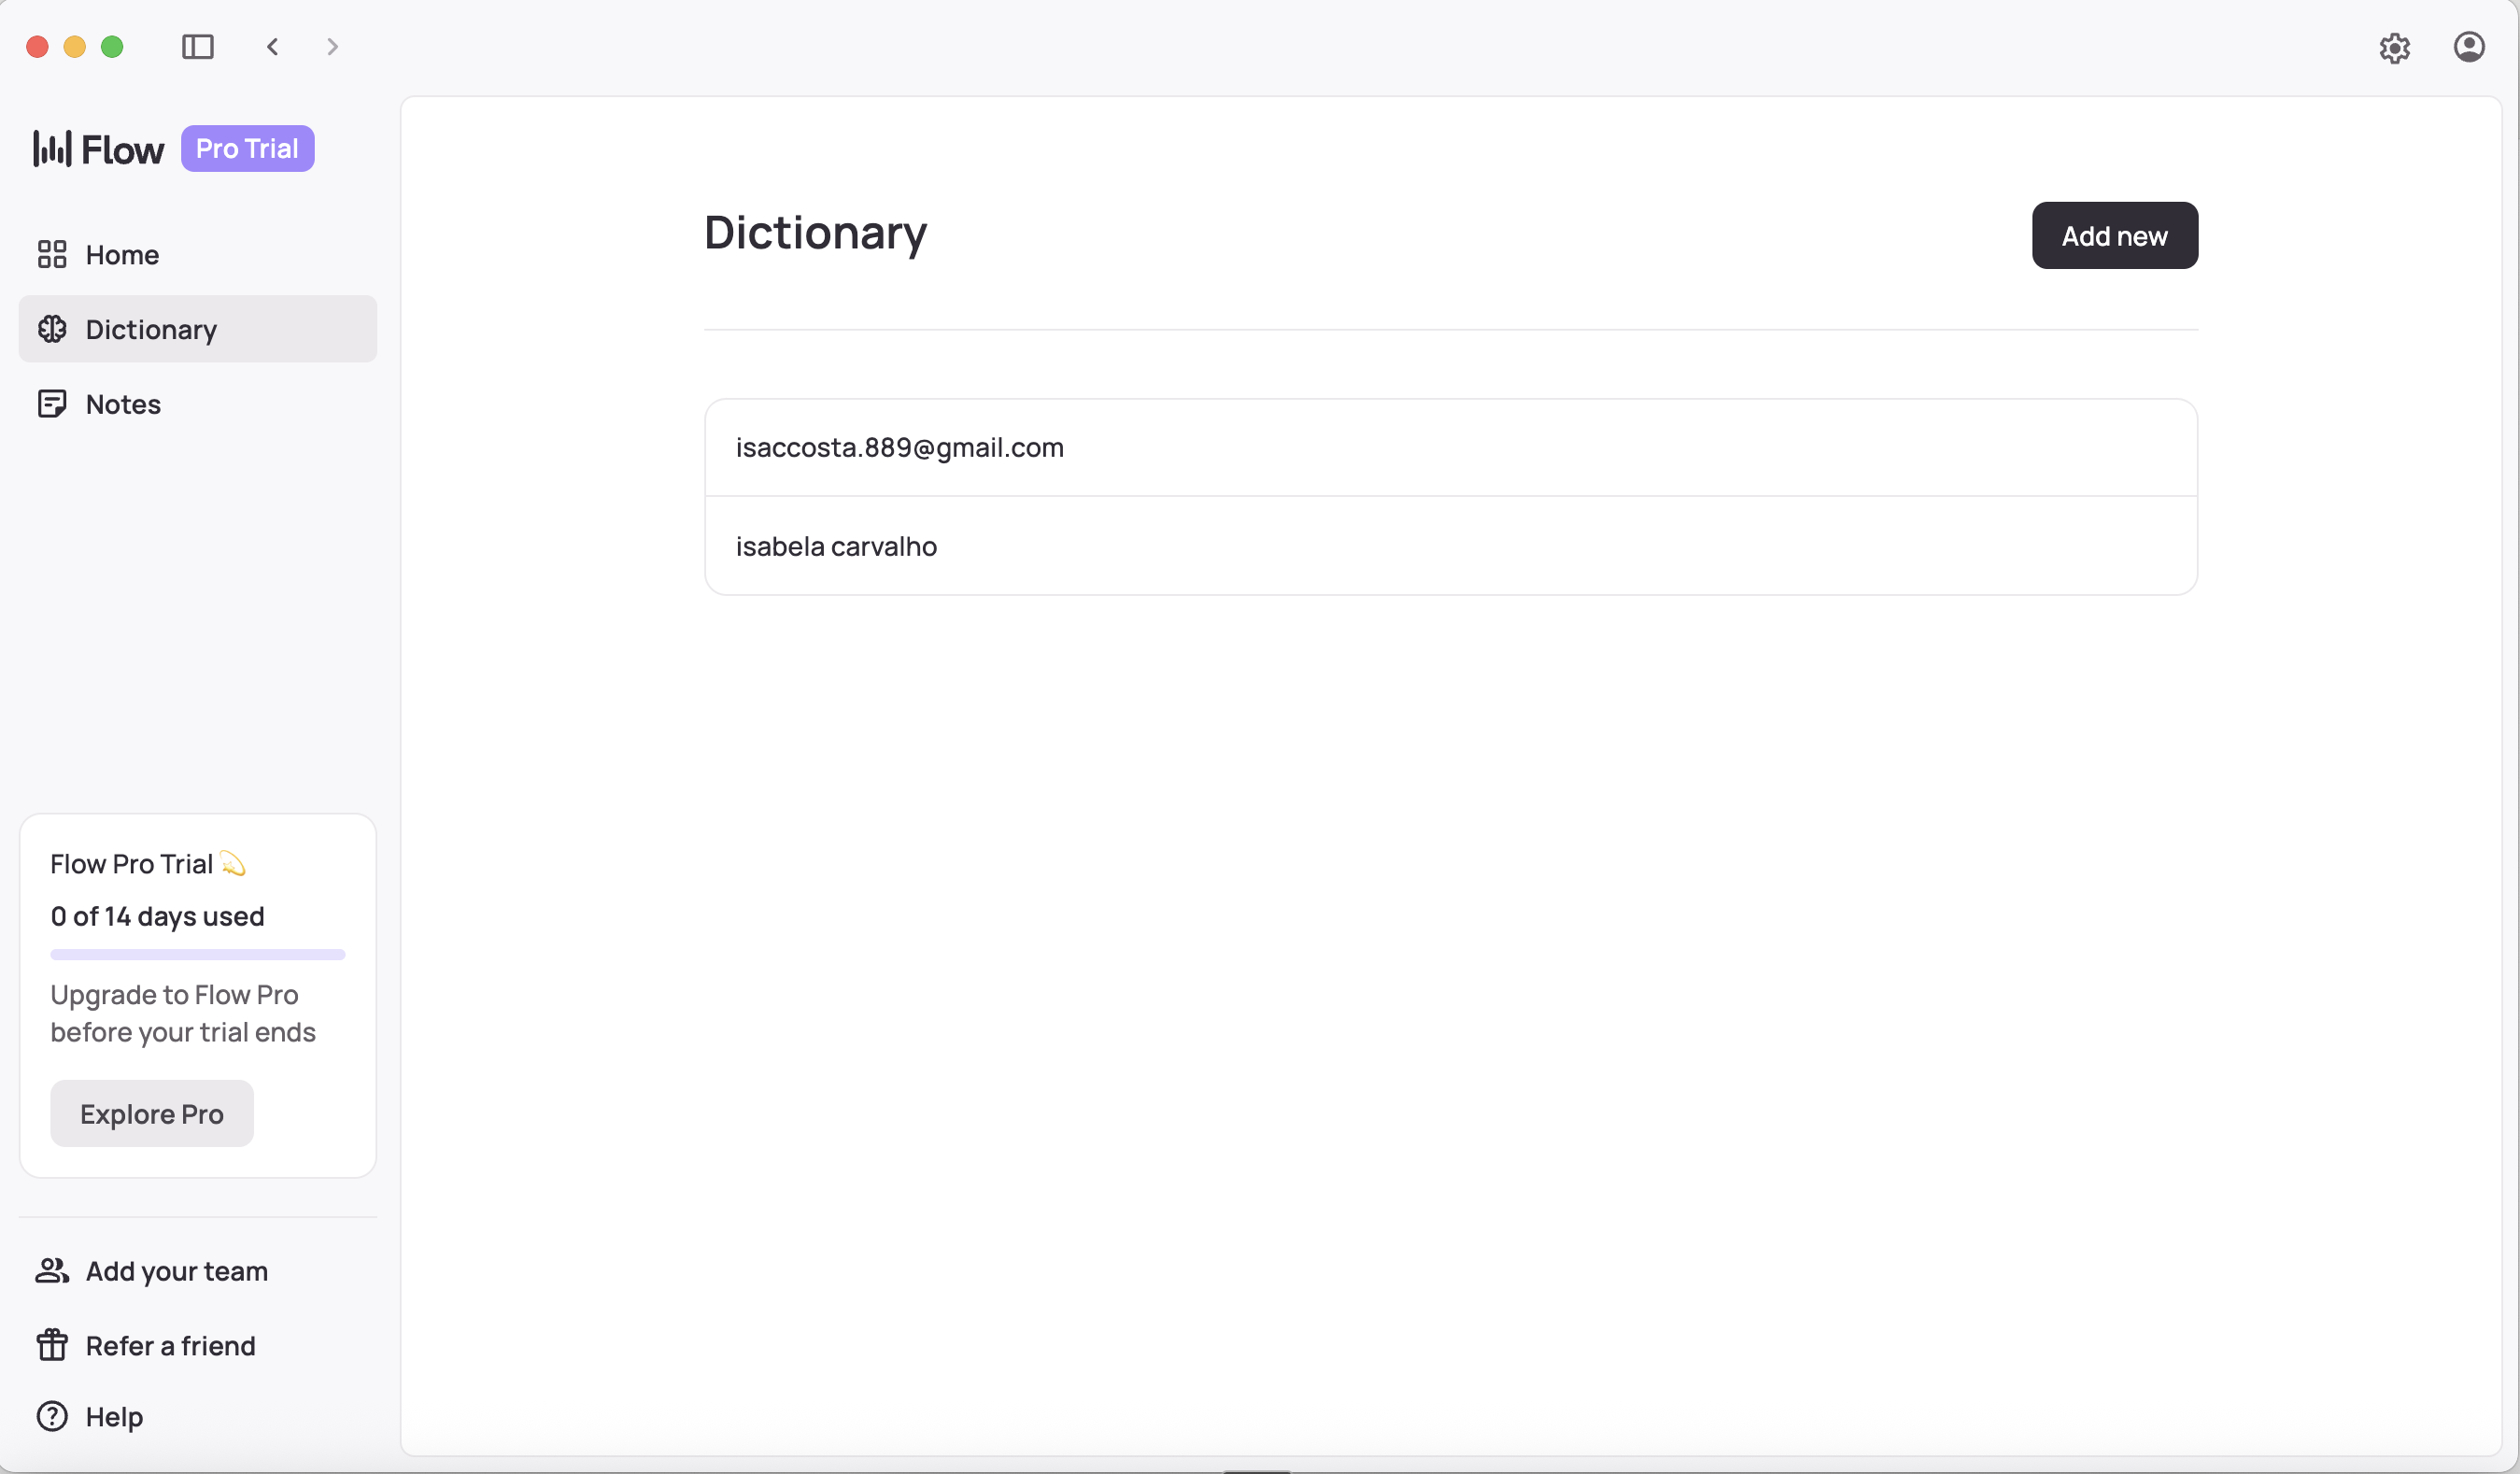 Flow Pro Trial
Home
Dictionary
Notes
Dictionary
Add new
isaccosta.889@gmail.com
isabela carvalho
Flow Pro Trial 💫
0 of 14 days used
Upgrade to Flow Pro
before your trial ends
Explore Pro
Add your team
Refer a friend
Help